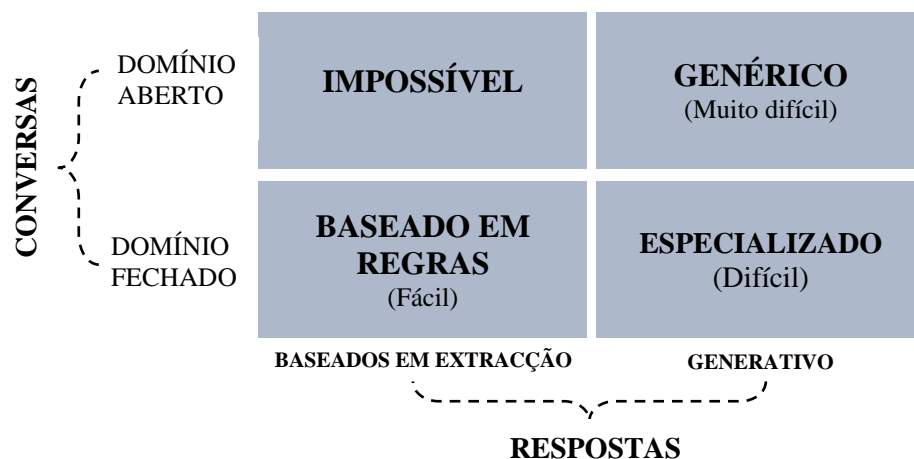 CONVERSAS
DOMÍNIO
ABERTO
IMPOSSÍVEL
GENÉRICO
(Muito difícil)
DOMÍNIO
FECHADO
BASEADO EM
REGRAS
(Fácil)
ESPECIALIZADO
(Difícil)
BASEADOS EM EXTRACÇÃO
GENERATIVO
RESPOSTAS